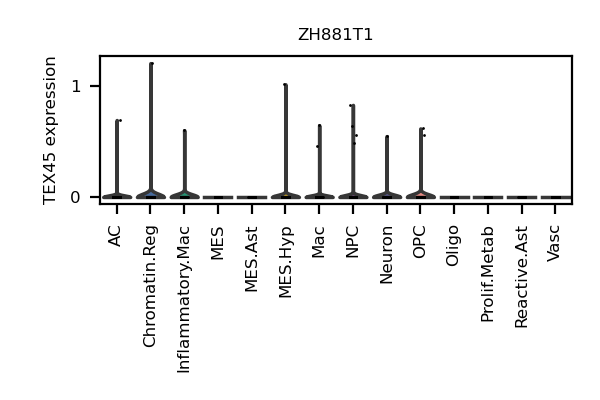 ZH881T1
TEX45 expression
1
0
AC
Chromatin.Reg
Inflammatory.Mac
MES
MES.Ast
MES.Hyp
Mac
NPC
Neuron
OPC
Oligo
Prolif.Metab
Reactive.Ast
Vasc